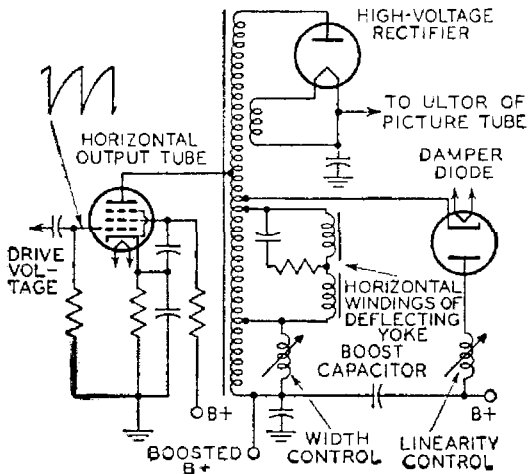 HIGH-VOLTAGE
RECTIFIER
TO ULTOR OF
PICTURE TUBE
HORIZONTAL
OUTPUT TUBE
DAMPER
DIODE
DRIVE
VOL-
TAGE
HORIZONTAL
WINDINGS OF
DEFLECTING
YOKE
BOOST
CAPACITOR
B+
B+
BOOSTED
B+
WIDTH
CONTROL
LINEARITY
CONTROL